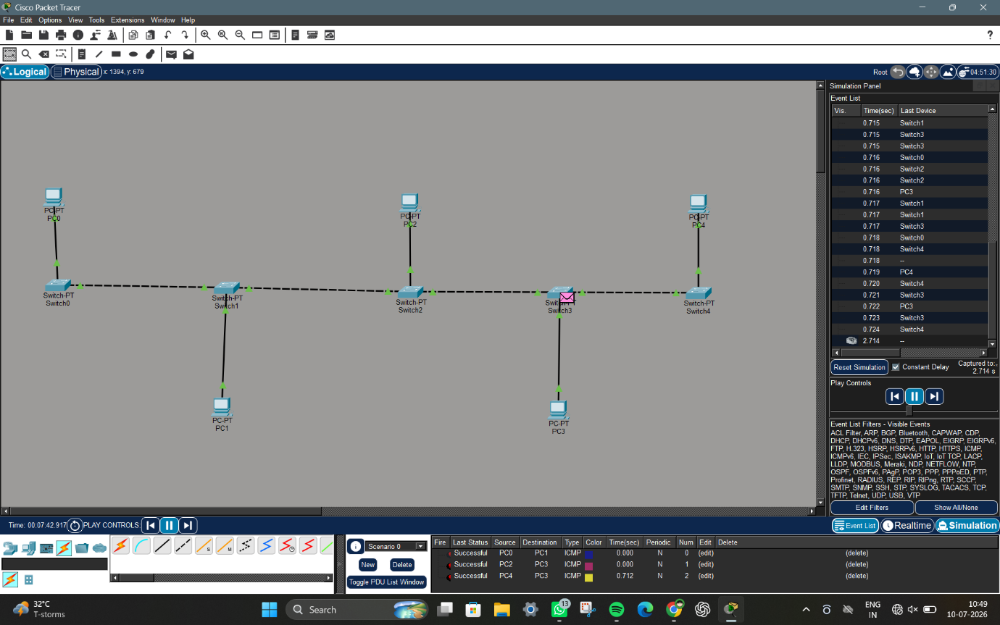 Cisco Packet Tracer
File Edit Options View Tools Extensions Window Help
?
Logical Physical x: 1394, y: 679
Root 04:51:30
PC-PT
PC0
PC-PT
PC2
PC-PT
PC4
Switch-PT
Switch0
Switch-PT
Switch1
Switch-PT
Switch2
Switch3
Switch-PT
Switch4
PC-PT
PC1
PC-PT
PC3
Simulation Panel
Event List
Vis. Time(sec) Last Device
0.715 Switch1
0.715 Switch3
0.715 Switch3
0.716 Switch0
0.716 Switch2
0.716 Switch2
0.716 PC3
0.717 Switch1
0.717 Switch1
0.717 Switch3
0.718 Switch0
0.718 Switch4
0.718 --
0.719 PC4
0.720 Switch4
0.721 Switch3
0.722 PC3
0.723 Switch3
0.724 Switch4
2.714 --
Reset Simulation Constant Delay Captured to:
2.714 s
Play Controls
Event List Filters - Visible Events
ACL Filter, ARP, BGP, Bluetooth, CAPWAP, CDP,
DHCP, DHCPv6, DNS, DTP, EAPOL, EIGRP, EIGRPv6,
FTP, H.323, HSRP, HSRPv6, HTTP, HTTPS, ICMP,
ICMPv6, IEC, IPSec, ISAKMP, IoT, IoT TCP, LACP,
LLDP, MODBUS, Meraki, NDP, NETFLOW, NTP,
OSPF, OSPFv6, PAgP, POP3, PPP, PPPoED, PTP,
Profinet, RADIUS, REP, RIP, RIPng, RTP, SCCP,
SMTP, SNMP, SSH, STP, SYSLOG, TACACS, TCP,
TFTP, Telnet, UDP, USB, VTP
Edit Filters Show All/None
Time: 00:07:42.917 PLAY CONTROLS:
Event List Realtime Simulation
S M
Scenario 0
New Delete
Toggle PDU List Window
Fire Last Status Source Destination Type Color Time(sec) Periodic Num Edit Delete
Successful PC0 PC1 ICMP 0.000 N 0 (edit) (delete)
Successful PC2 PC3 ICMP 0.000 N 1 (edit) (delete)
Successful PC4 PC3 ICMP 0.712 N 2 (edit) (delete)
32°C
T-storms
Search
13
ENG
IN
10:49
10-07-2026